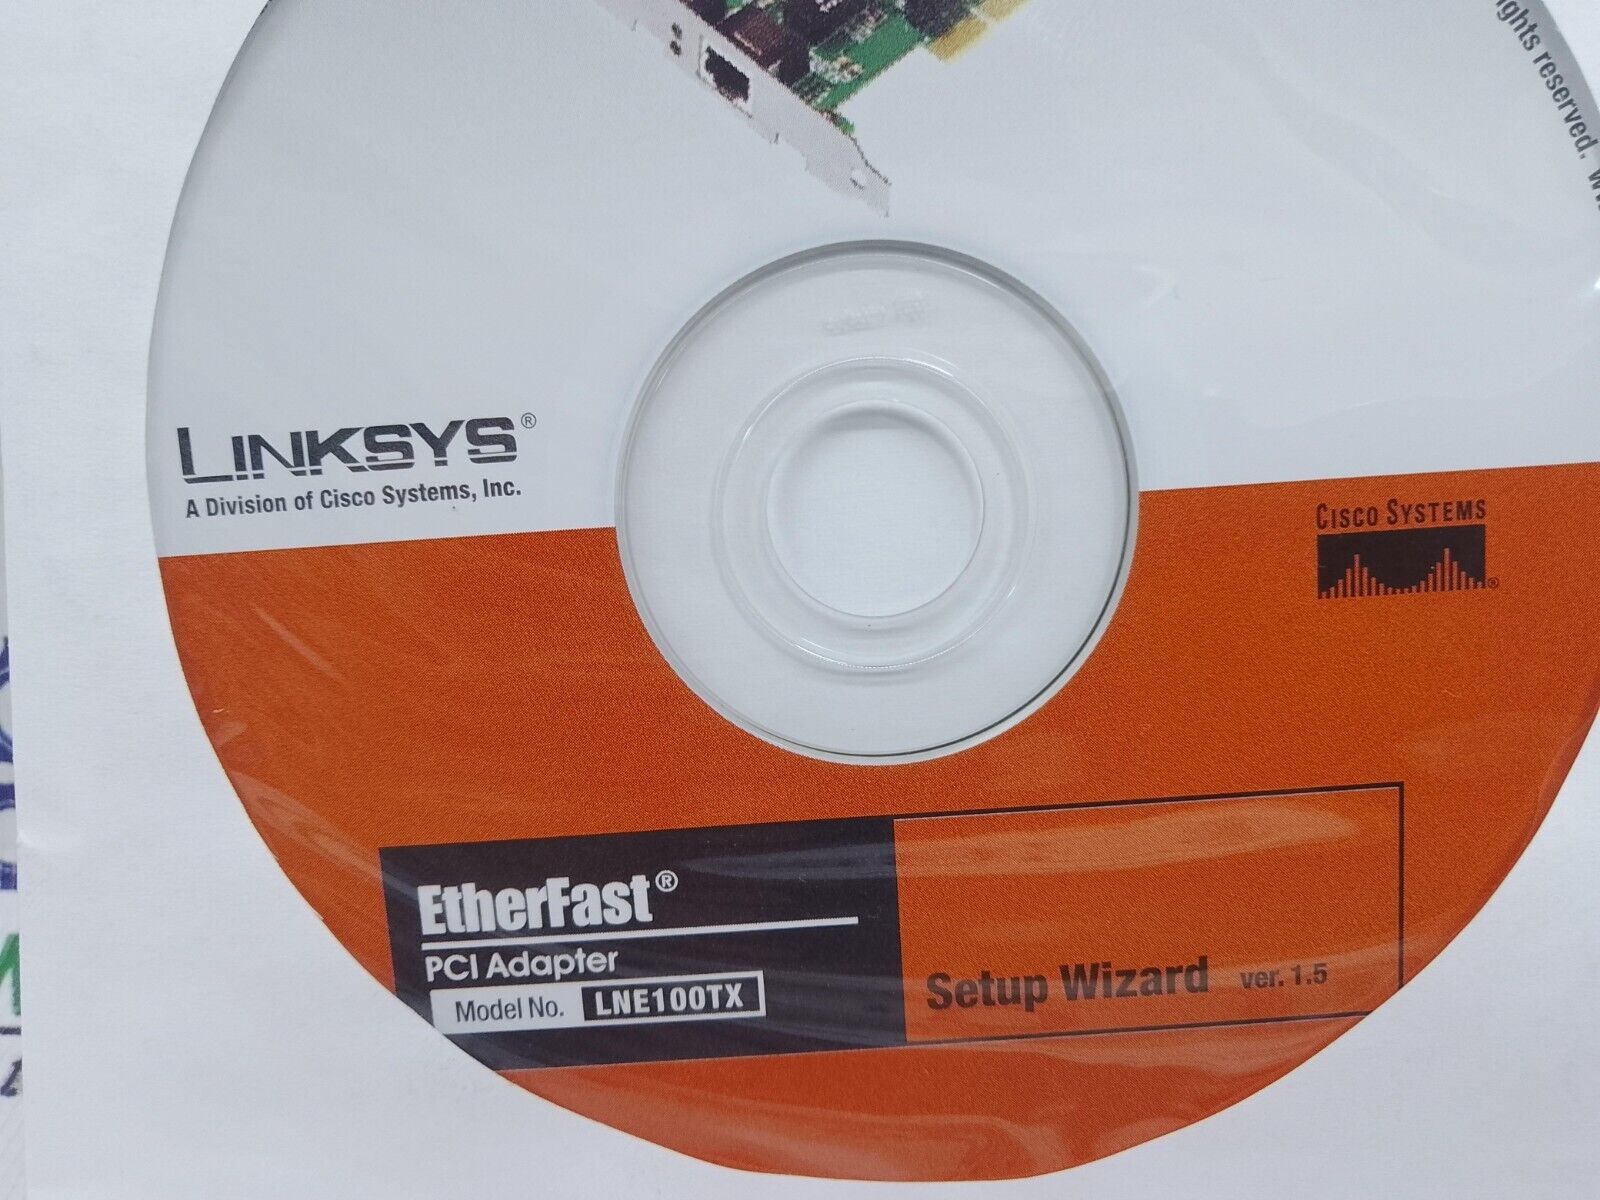 ights reserved.
LINKSYS®
A Division of Cisco Systems, Inc.
CISCO SYSTEMS
®
EtherFast®
PCI Adapter
Model No. LNE100TX
Setup Wizard ver. 1.5